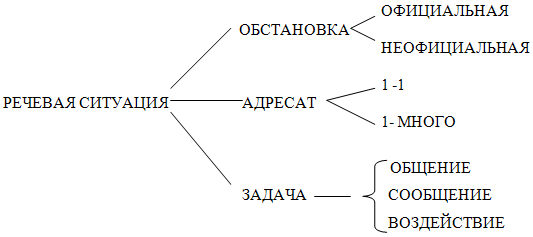 ОФИЦИАЛЬНАЯ
ОБСТАНОВКА
НЕОФИЦИАЛЬНАЯ
1 -1
РЕЧЕВАЯ СИТУАЦИЯ
АДРЕСАТ
1- МНОГО
ОБЩЕНИЕ
ЗАДАЧА
СООБЩЕНИЕ
ВОЗДЕЙСТВИЕ